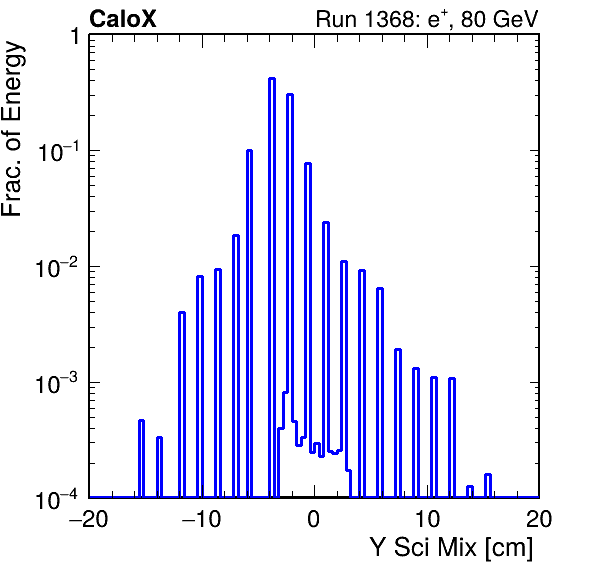 CaloX Run 1368: e⁺, 80 GeV
Frac. of Energy
1
10⁻¹
10⁻²
10⁻³
10⁻⁴
−20 −10 0 10 20
Y Sci Mix [cm]